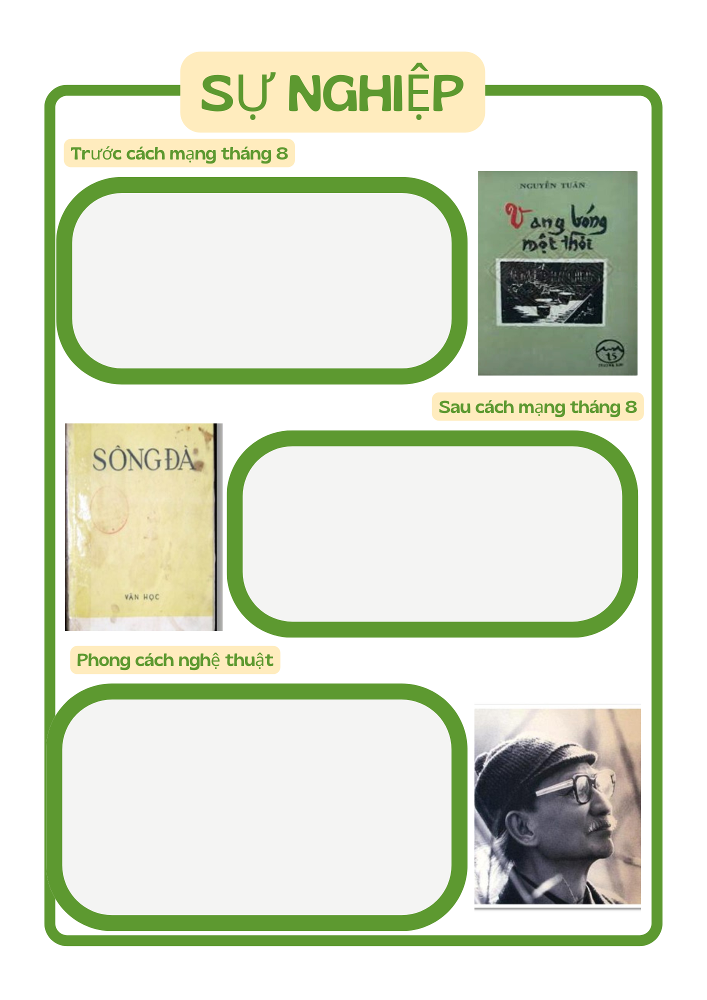 SỰ NGHIỆP
Trước cách mạng tháng 8
NGUYỄN TUÂN
Vang bóng
một thời
15
Sau cách mạng tháng 8
SÔNG ĐÀ
VĂN HỌC
Phong cách nghệ thuật